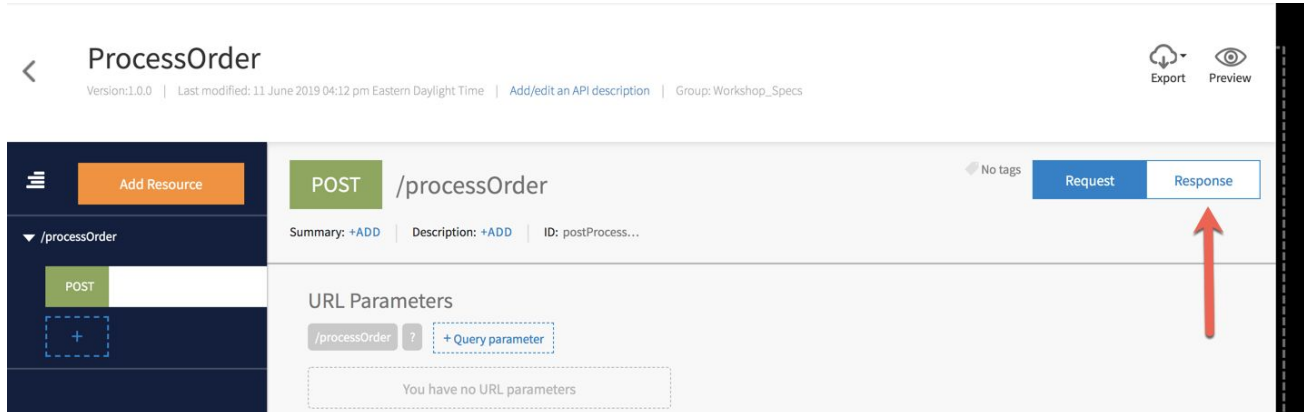 ProcessOrder
Version:1.0.0 | Last modified: 11 June 2019 04:12 pm Eastern Daylight Time | Add/edit an API description | Group: Workshop_Specs
Export
Preview
Add Resource
/processOrder
POST
+
POST /processOrder
No tags
Request
Response
Summary: +ADD | Description: +ADD | ID: postProcess...
URL Parameters
/processOrder ? + Query parameter
You have no URL parameters